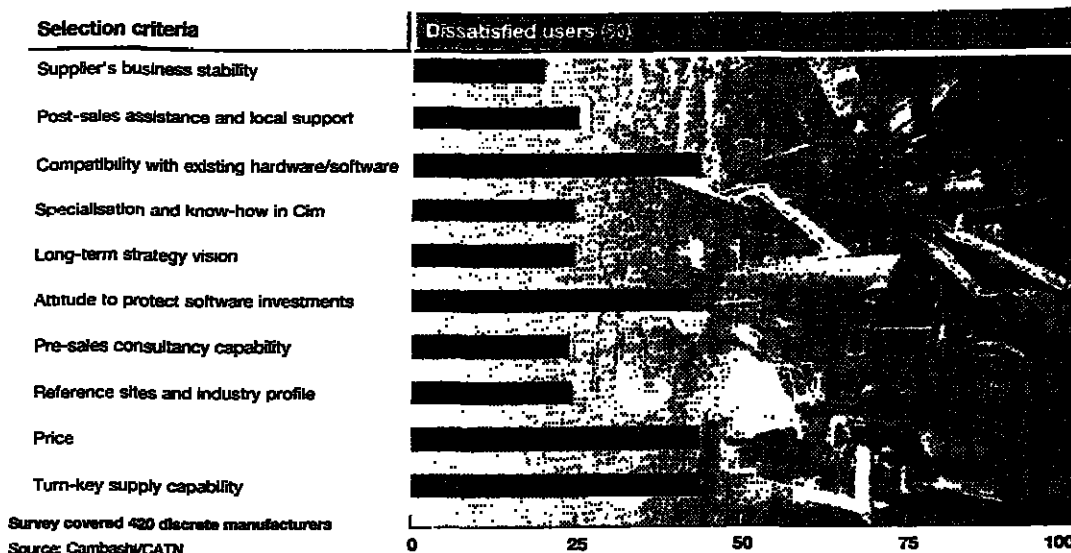 Selection criteria
Dissatisfied users (%)
Supplier's business stability
Post-sales assistance and local support
Compatibility with existing hardware/software
Specialisation and know-how in Cim
Long-term strategy vision
Attitude to protect software investments
Pre-sales consultancy capability
Reference sites and industry profile
Price
Turn-key supply capability
Survey covered 420 discrete manufacturers
Source: Cambashi/CATN
0 25 50 75 100